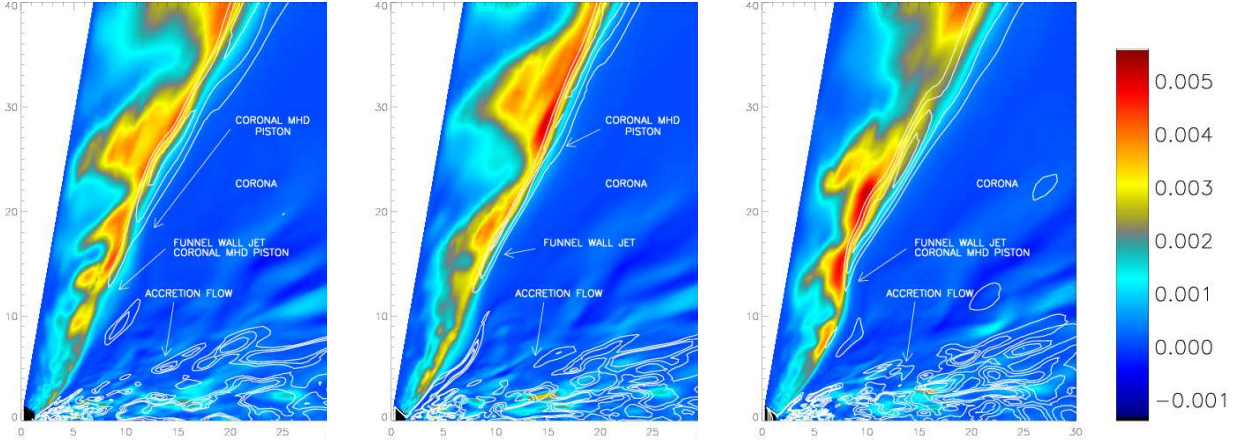 40
30
20
10
0
0 5 10 15 20 25
CORONAL MHD
PISTON
CORONA
FUNNEL WALL JET
CORONAL MHD PISTON
ACCRETION FLOW
40
30
20
10
0
0 5 10 15 20 25
CORONAL MHD
PISTON
CORONA
FUNNEL WALL JET
ACCRETION FLOW
40
30
20
10
0
0 5 10 15 20 25 30
CORONA
FUNNEL WALL JET
CORONAL MHD PISTON
ACCRETION FLOW
0.005
0.004
0.003
0.002
0.001
0.000
−0.001